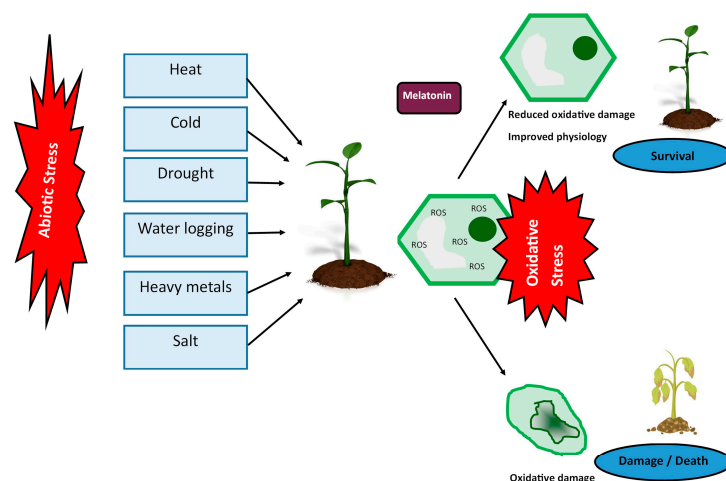 Abiotic Stress
Heat
Cold
Drought
Water logging
Heavy metals
Salt
Melatonin
Reduced oxidative damage
Improved physiology
Survival
ROS
ROS
ROS
ROS
ROS
Oxidative
Stress
Oxidative damage
Damage / Death